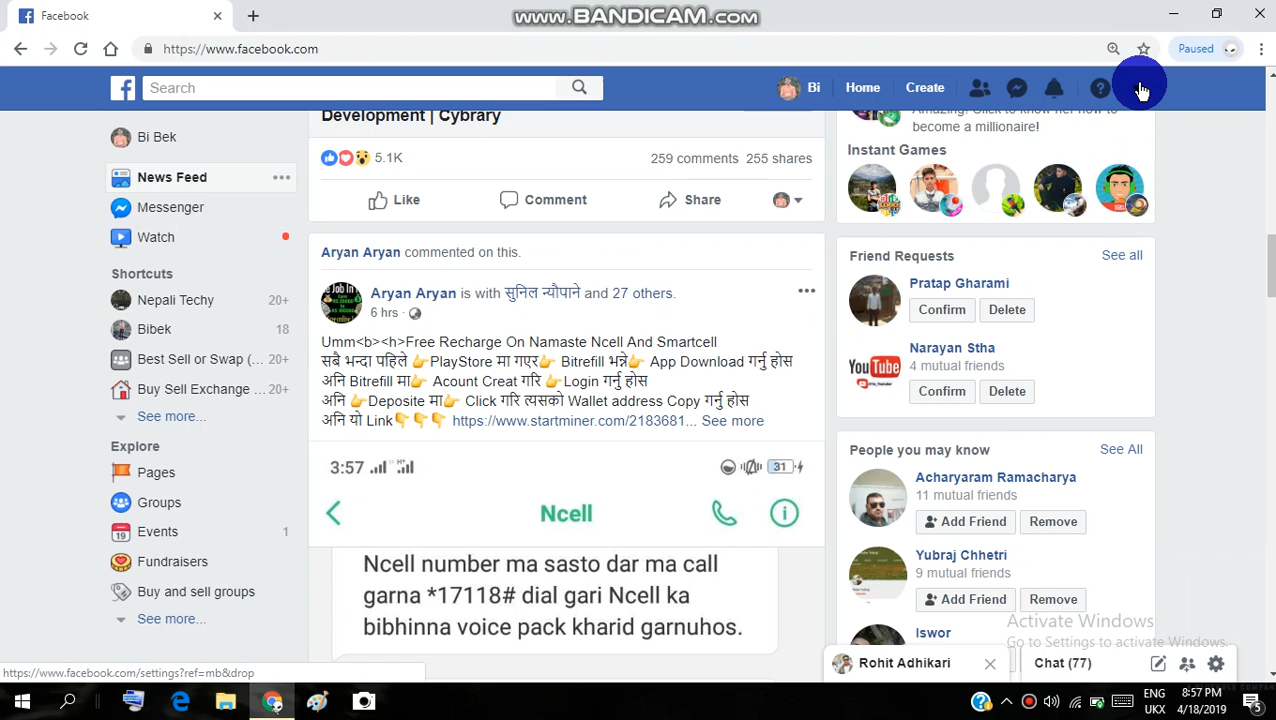 Facebook
www.BANDICAM.com
https://www.facebook.com
Paused
Search
Bi
Home
Create
Bi Bek
News Feed
Messenger
Watch
Shortcuts
Nepali Techy 20+
Bibek 18
Best Sell or Swap (... 20+
Buy Sell Exchange ... 20+
See more...
Explore
Pages
Groups
Events 1
Fundraisers
Buy and sell groups
See more...
Development | Cybrary
5.1K 259 comments 255 shares
Like Comment Share
Aryan Aryan commented on this.
Aryan Aryan is with सुनिल न्यौपाने and 27 others.
6 hrs
Umm<b><h>Free Recharge On Namaste Ncell And Smartcell
सबै भन्दा पहिले 👉PlayStore मा गएर👉 Bitrefill भन्ने👉 App Download गर्नु होस
अनि Bitrefill मा👉 Acount Creat गरि 👉Login गर्नु होस
अनि 👉Deposite मा👉 Click गरि त्यसको Wallet address Copy गर्नु होस
अनि यो Link👇👇👇 https://www.startminer.com/2183681... See more
3:57 31
Ncell
Ncell number ma sasto dar ma call
garna *17118# dial gari Ncell ka
bibhinna voice pack kharid garnuhos.
Amazing! Click to know how to
become a millionaire!
Instant Games
Friend Requests See all
Pratap Gharami
Confirm Delete
YouTube
Narayan Stha
4 mutual friends
Confirm Delete
People you may know See All
Acharyaram Ramacharya
11 mutual friends
Add Friend Remove
Yubraj Chhetri
9 mutual friends
Add Friend Remove
Iswor
Activate Windows
Go to Settings to activate Windows.
Rohit Adhikari
Chat (77)
https://www.facebook.com/settings?ref=mb&drop
ENG
UKX
8:57 PM
4/18/2019
5